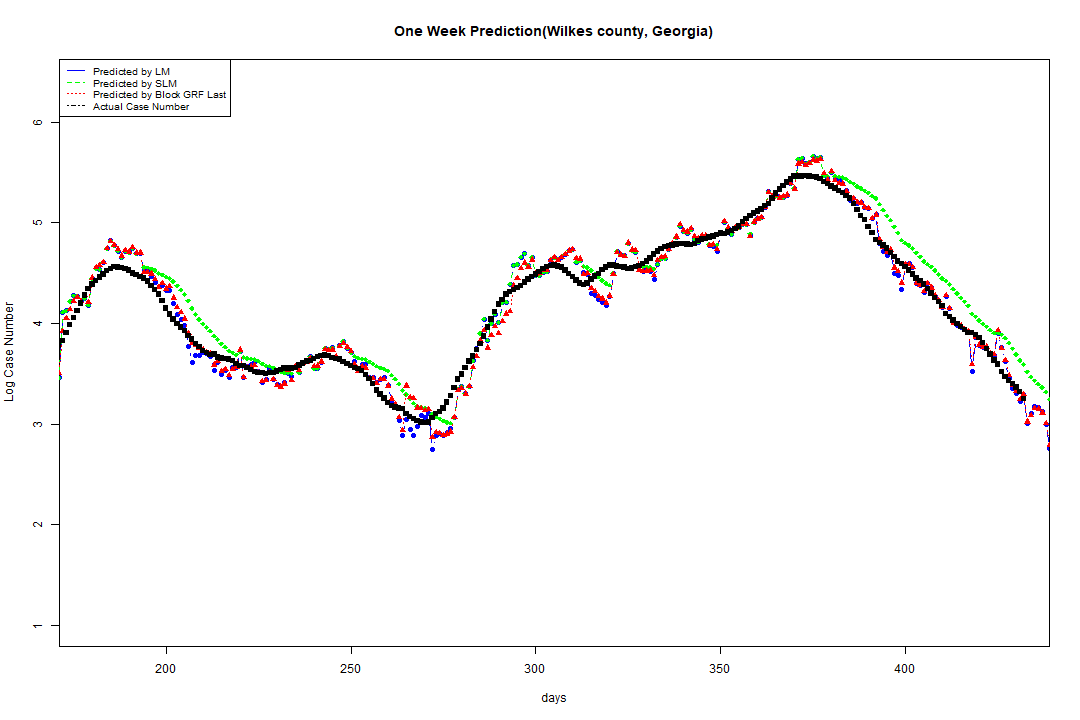 One Week Prediction(Wilkes county, Georgia)
Predicted by LM
Predicted by SLM
Predicted by Block GRF Last
Actual Case Number
Log Case Number
6
5
4
3
2
1
200 250 300 350 400
days